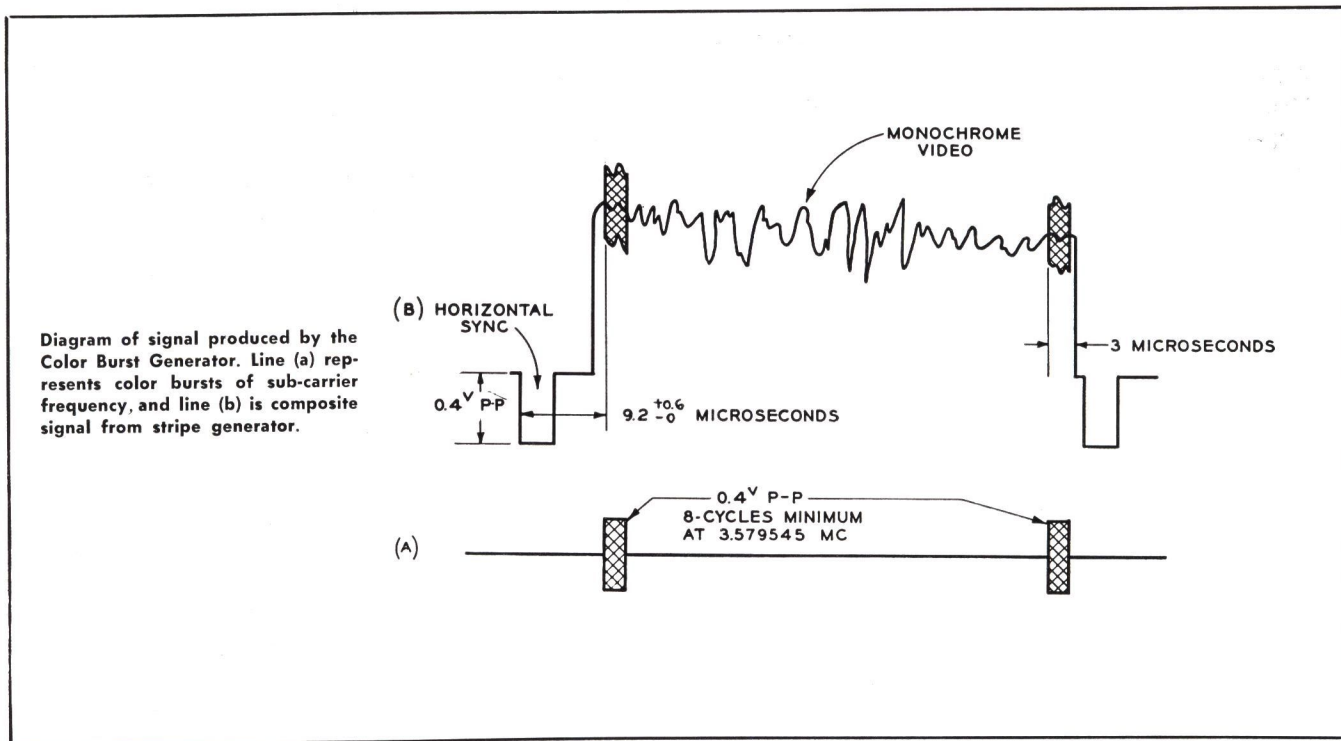 MONOCHROME
VIDEO
(B) HORIZONTAL
SYNC
Diagram of signal produced by the
Color Burst Generator. Line (a) rep-
resents color bursts of sub-carrier
frequency, and line (b) is composite
signal from stripe generator.
3 MICROSECONDS
0.4V P-P
9.2 +0.6 -0 MICROSECONDS
0.4V P-P
8-CYCLES MINIMUM
AT 3.579545 MC
(A)